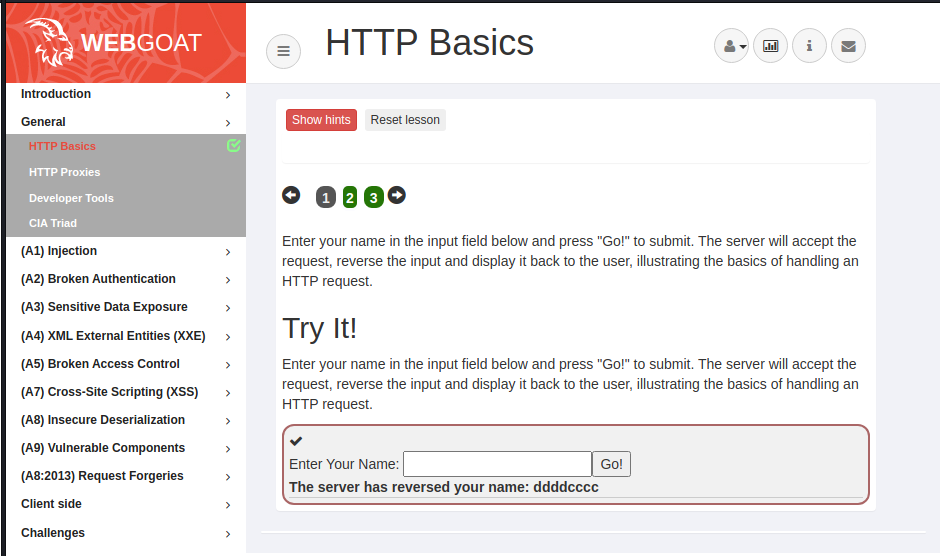 WEBGOAT
HTTP Basics
Introduction
General
HTTP Basics
HTTP Proxies
Developer Tools
CIA Triad
(A1) Injection
(A2) Broken Authentication
(A3) Sensitive Data Exposure
(A4) XML External Entities (XXE)
(A5) Broken Access Control
(A7) Cross-Site Scripting (XSS)
(A8) Insecure Deserialization
(A9) Vulnerable Components
(A8:2013) Request Forgeries
Client side
Challenges
Show hints Reset lesson
1 2 3
Enter your name in the input field below and press "Go!" to submit. The server will accept the
request, reverse the input and display it back to the user, illustrating the basics of handling an
HTTP request.
Try It!
Enter your name in the input field below and press "Go!" to submit. The server will accept the
request, reverse the input and display it back to the user, illustrating the basics of handling an
HTTP request.
Enter Your Name: Go!
The server has reversed your name: ddddcccc